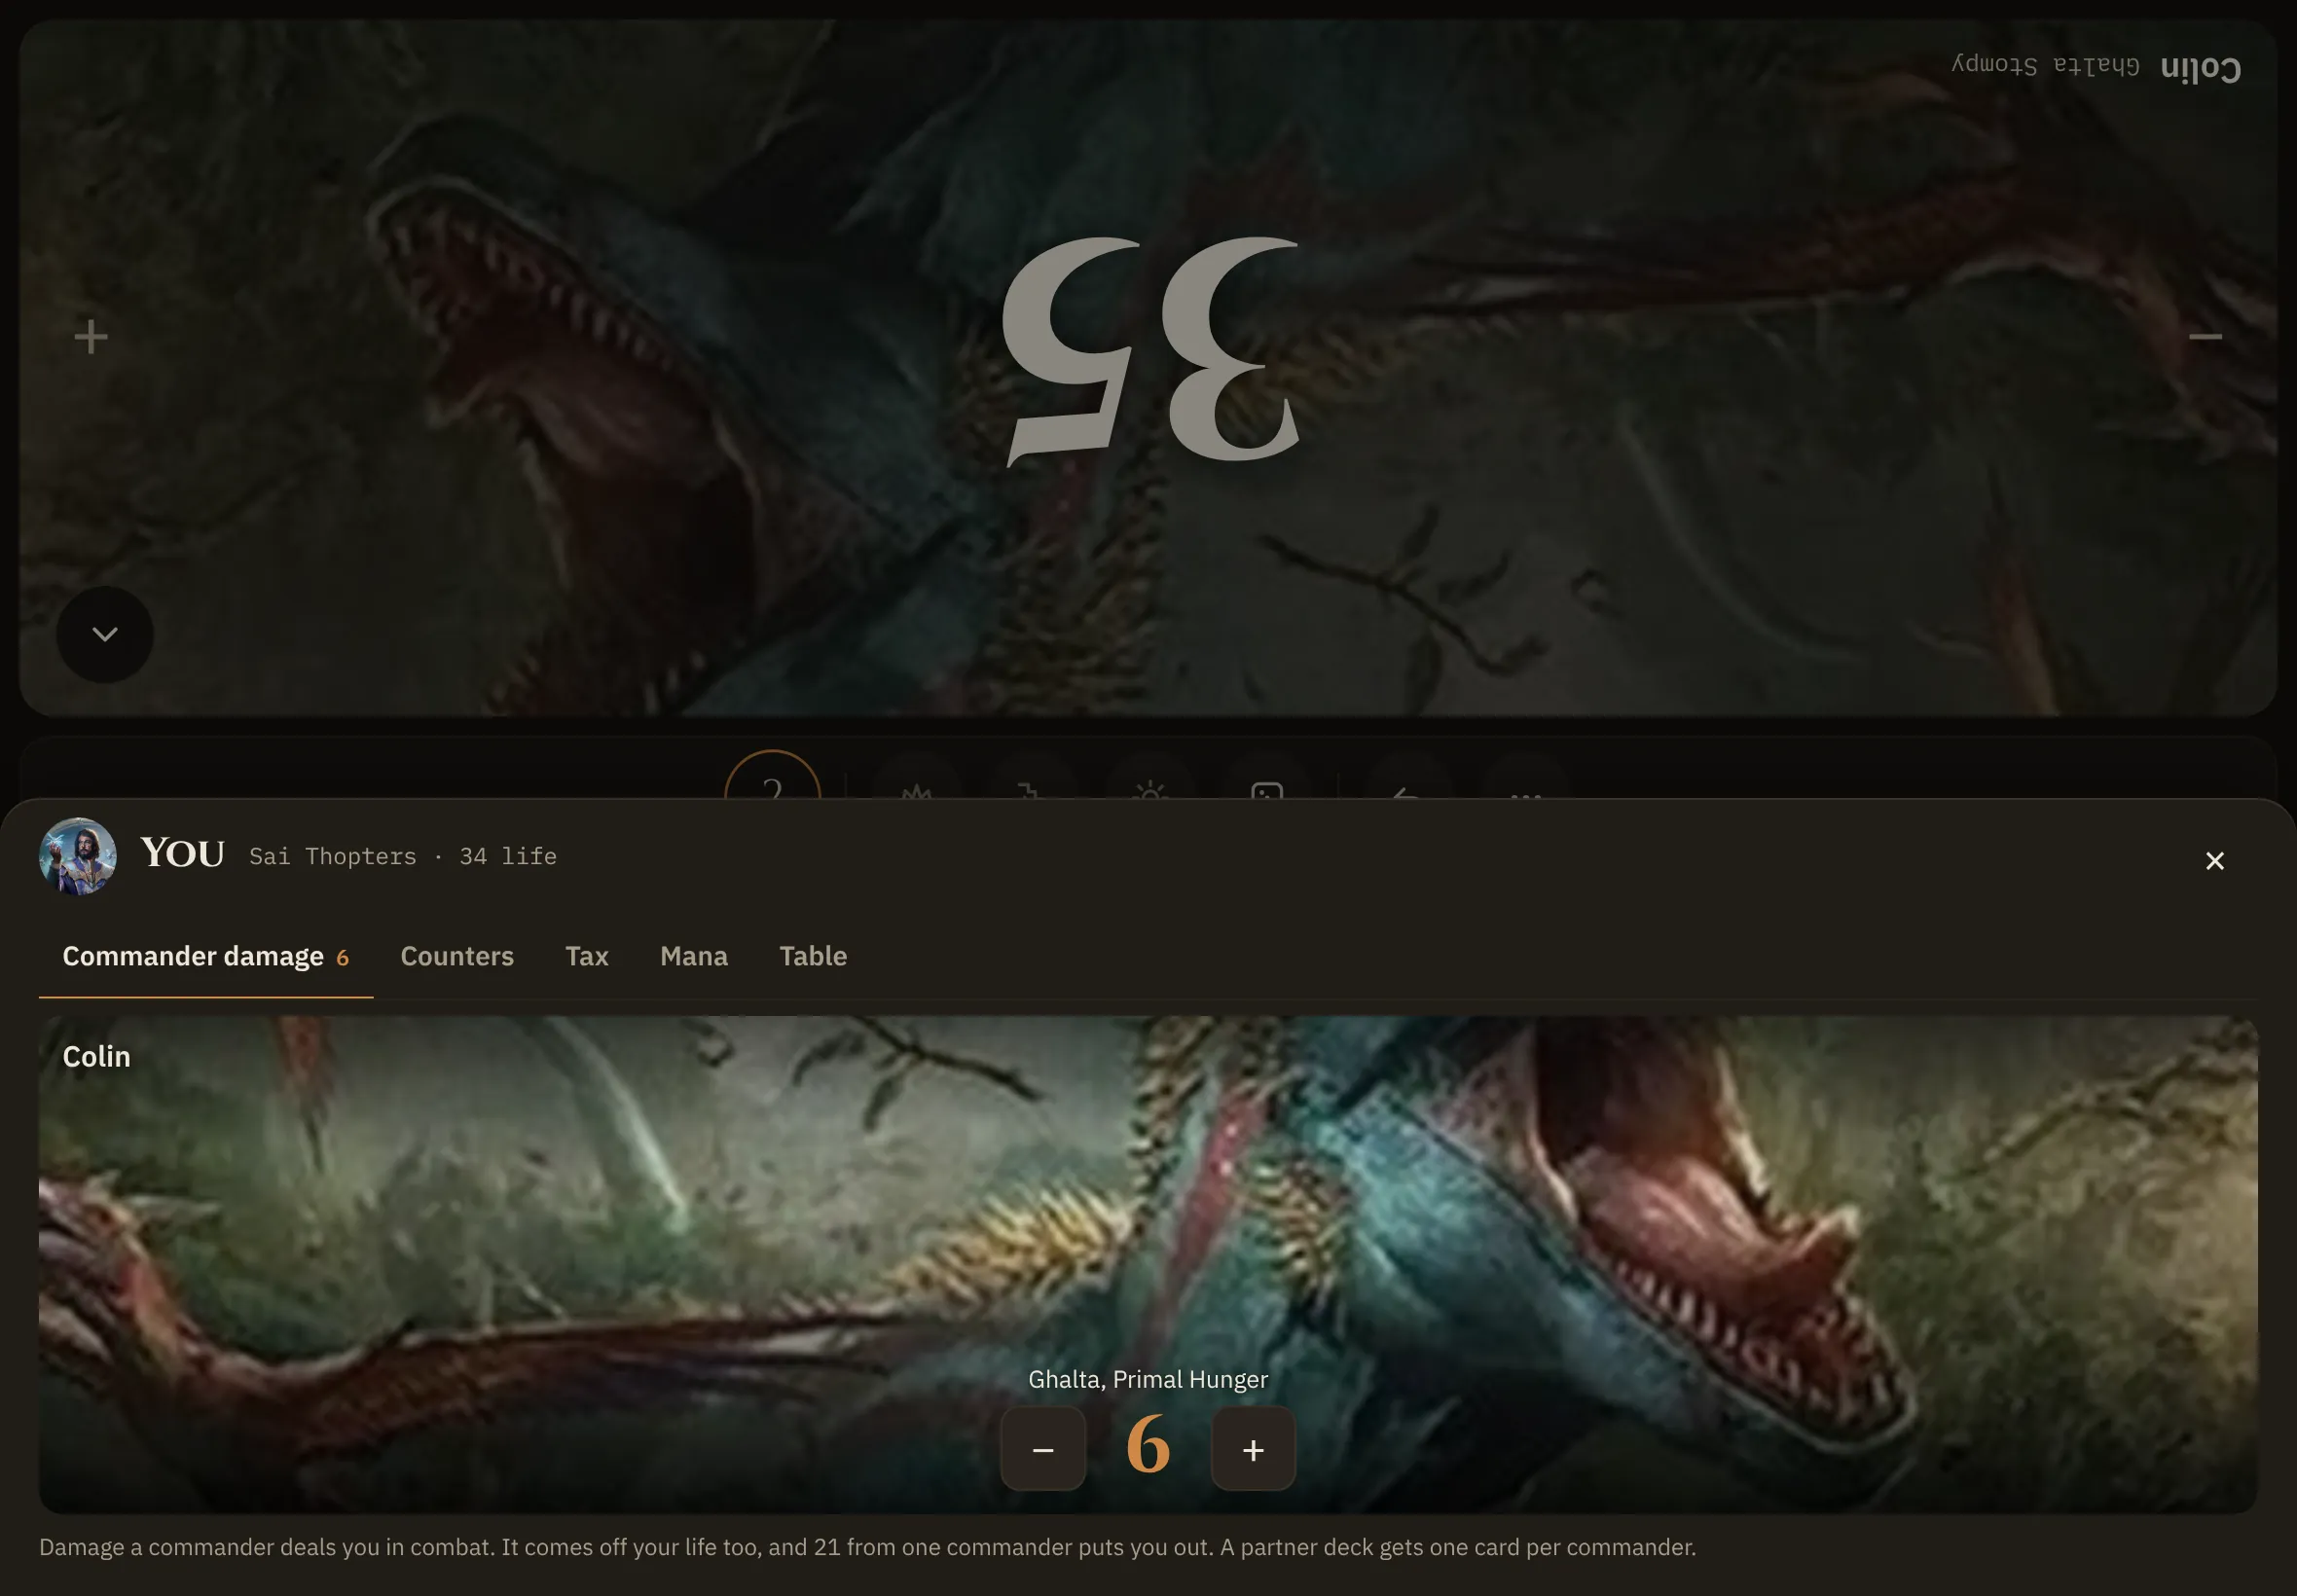 Colin Ghalta Stompy
35
2
YOU Sai Thopters · 34 life
Commander damage 6 Counters Tax Mana Table
Colin
Ghalta, Primal Hunger
− 6 +
Damage a commander deals you in combat. It comes off your life too, and 21 from one commander puts you out. A partner deck gets one card per commander.